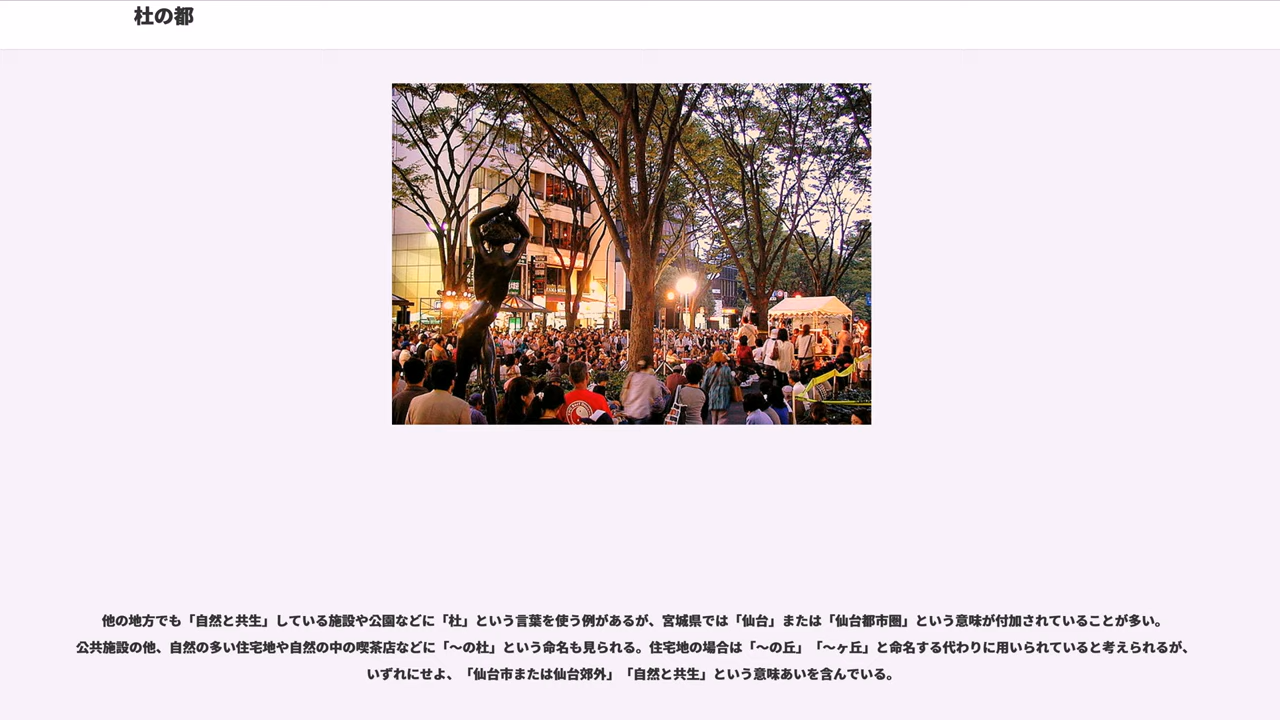 杜の都
他の地方でも「自然と共生」している施設や公園などに「杜」という言葉を使う例があるが、宮城県では「仙台」または「仙台都市圏」という意味が付加されていることが多い。
公共施設の他、自然の多い住宅地や自然の中の喫茶店などに「〜の杜」という命名も見られる。住宅地の場合は「〜の丘」「〜ヶ丘」と命名する代わりに用いられていると考えられるが、
いずれにせよ、「仙台市または仙台郊外」「自然と共生」という意味あいを含んでいる。